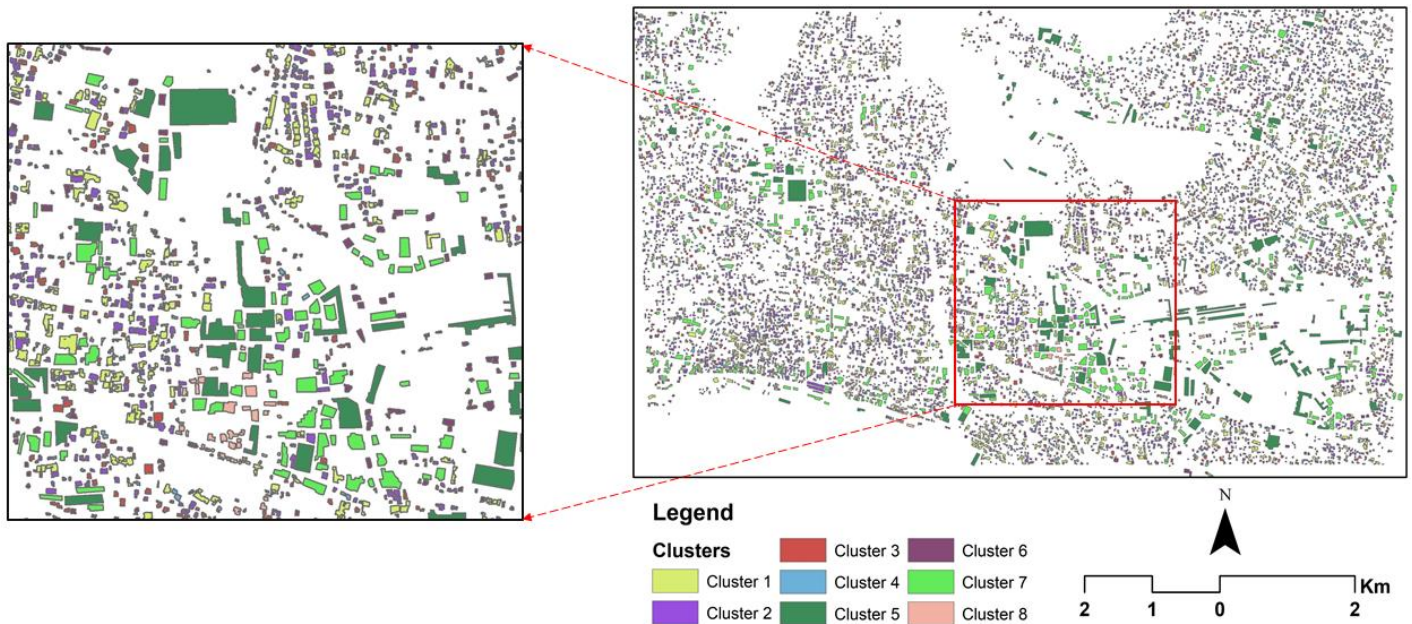 N
Legend
Clusters
Cluster 1
Cluster 2
Cluster 3
Cluster 4
Cluster 5
Cluster 6
Cluster 7
Cluster 8
Km
2 1 0 2